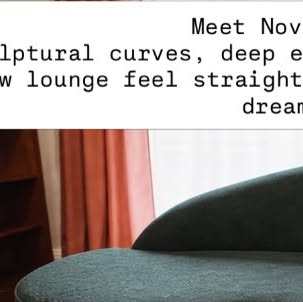 Meet Nov
lptural curves, deep e
w lounge feel straight
dream